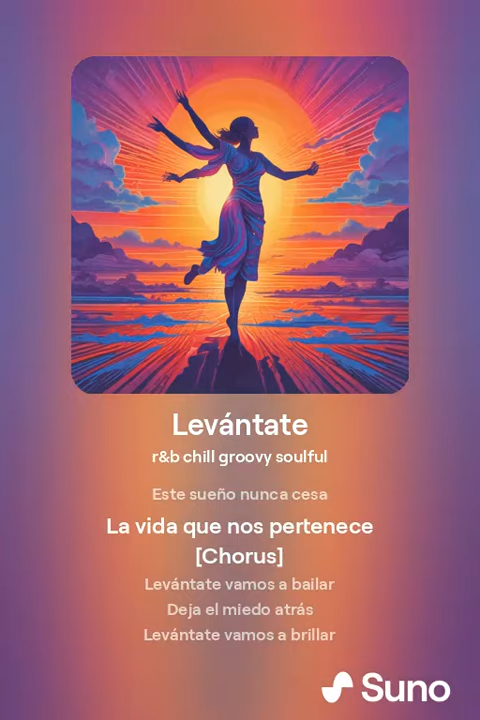 Levántate
r&b chill groovy soulful
Este sueño nunca cesa
La vida que nos pertenece
[Chorus]
Levántate vamos a bailar
Deja el miedo atrás
Levántate vamos a brillar
Suno